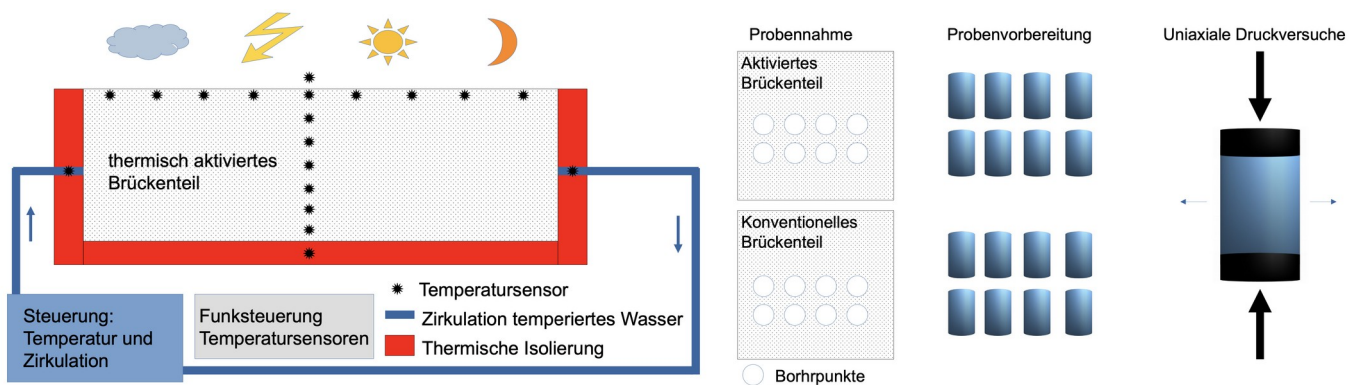 thermisch aktiviertes
Brückenteil
Steuerung:
Temperatur und
Zirkulation
Funksteuerung
Temperatursensoren
Temperatursensor
Zirkulation temperiertes Wasser
Thermische Isolierung
Probennahme
Aktiviertes
Brückenteil
Konventionelles
Brückenteil
Borhrpunkte
Probenvorbereitung
Uniaxiale Druckversuche